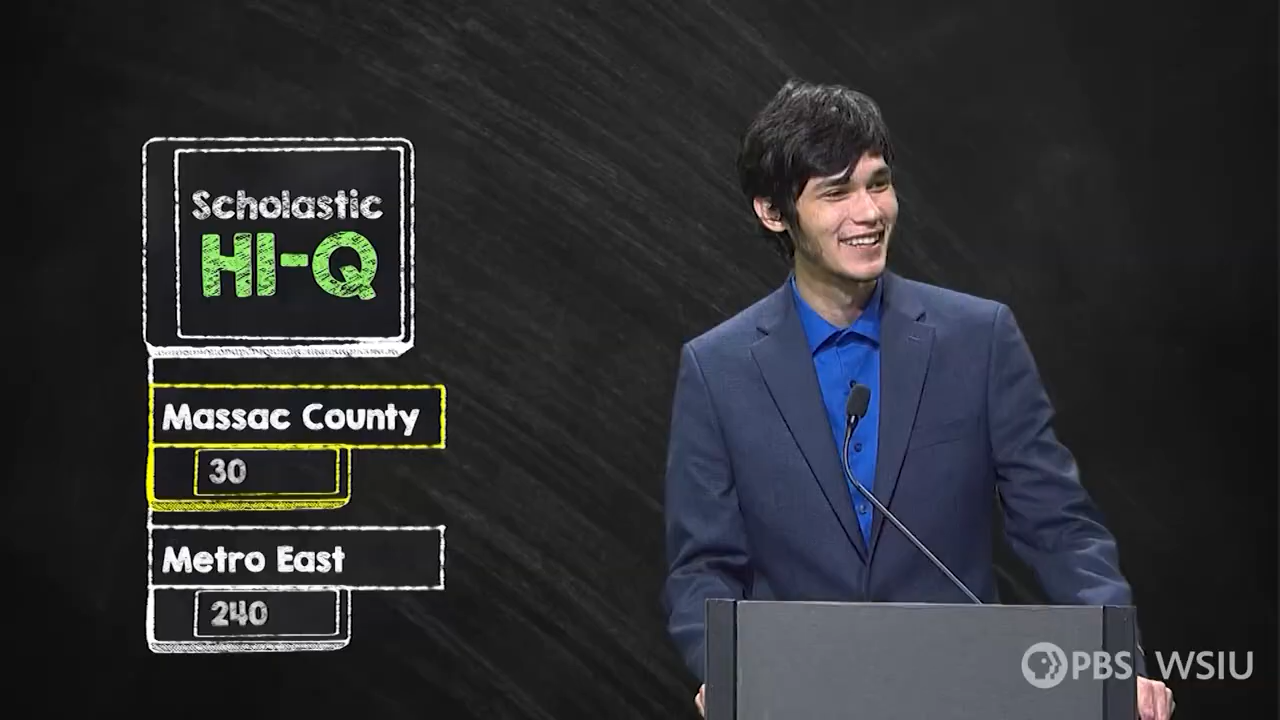 Scholastic
HI-Q
Massac County
30
Metro East
240
PBS WSIU